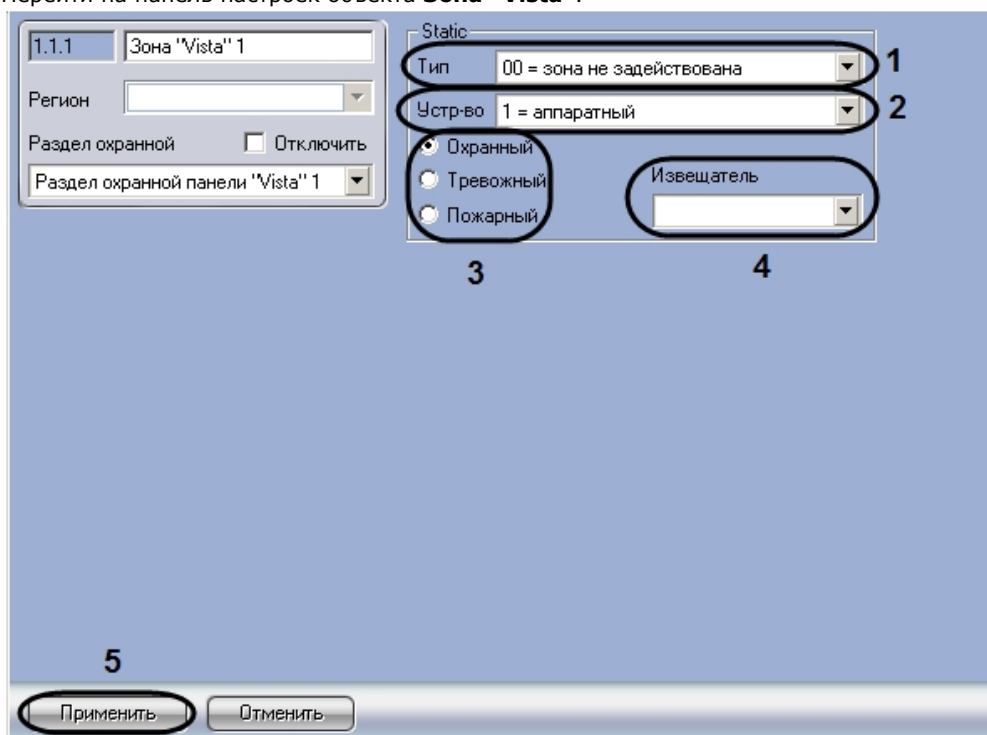 Перейти на панель настроек объекта Зона "Vista".
1.1.1 Зона "Vista" 1
Регион
Раздел охранной Отключить
Раздел охранной панели "Vista" 1
Static
Тип 00 = зона не задействована 1
Устр-во 1 = аппаратный 2
Охранный
Тревожный
Пожарный
Извещатель
3
4
5
Применить Отменить